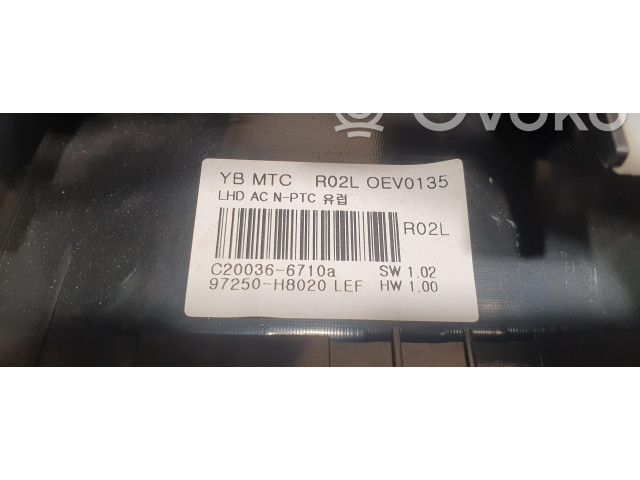 Ovoko
YB MTC R02L OEV0135
LHD AC N-PTC 유럽
R02L
C20036-6710a SW 1.02
97250-H8020 LEF HW 1.00